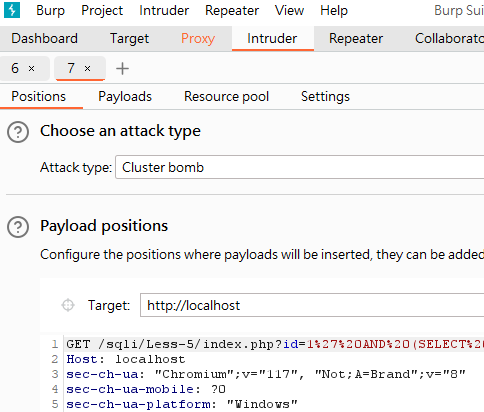 Burp Project Intruder Repeater View Help Burp Sui
Dashboard Target Proxy Intruder Repeater Collaborato
6 × 7 × +
Positions Payloads Resource pool Settings
? Choose an attack type
Attack type: Cluster bomb
? Payload positions
Configure the positions where payloads will be inserted, they can be added
Target: http://localhost
1 GET /sqli/Less-5/index.php?id=1%27%20AND%20(SELECT%20
2 Host: localhost
3 sec-ch-ua: "Chromium";v="117", "Not;A=Brand";v="8"
4 sec-ch-ua-mobile: ?0
5 sec-ch-ua-platform: "Windows"